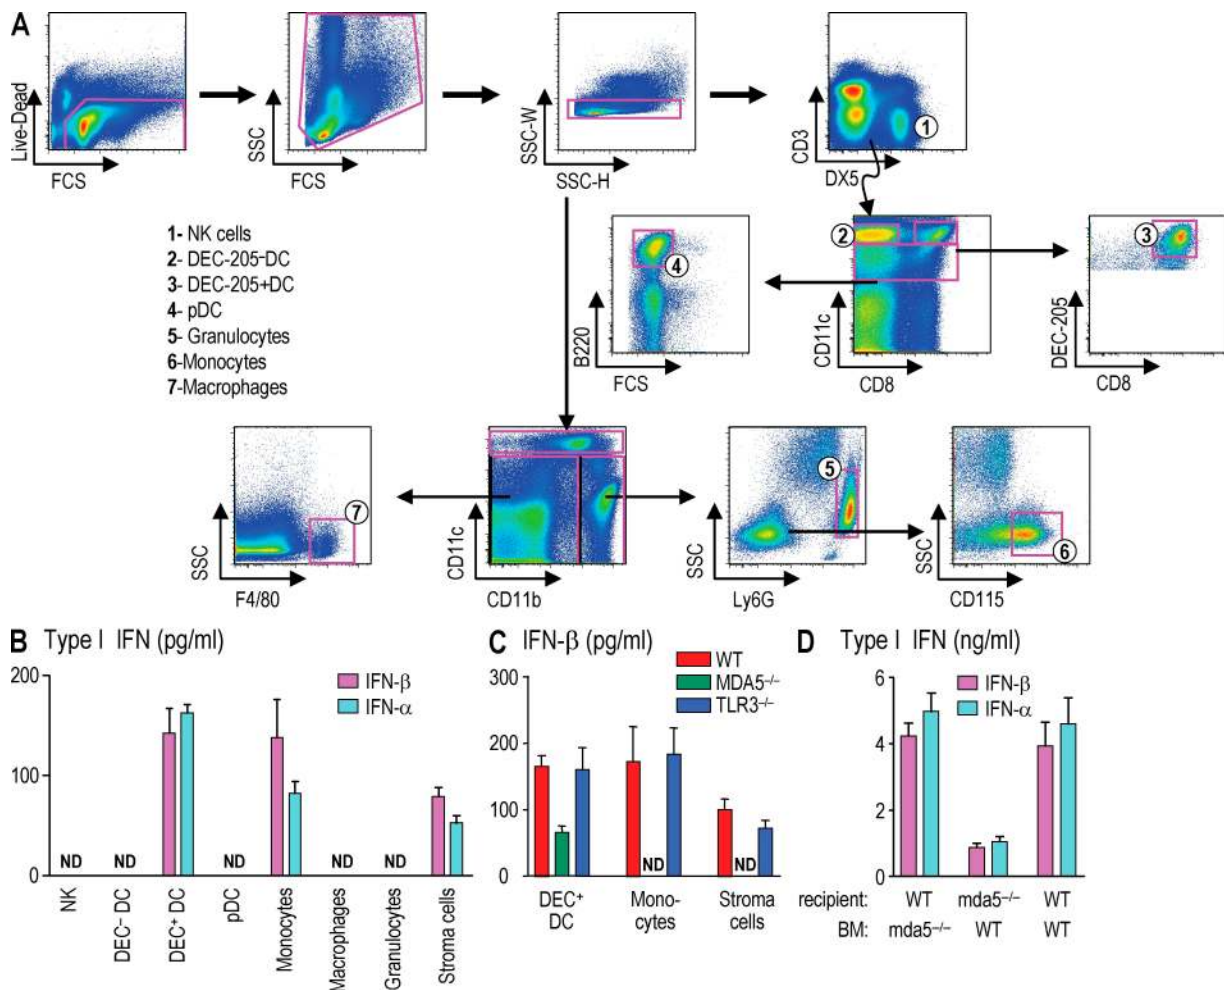 A
Live-Dead
FCS
SSC
FCS
SSC-W
SSC-H
CD3
DX5
1
1- NK cells
2- DEC-205–DC
3- DEC-205+DC
4- pDC
5- Granulocytes
6-Monocytes
7-Macrophages
B220
FCS
4
CD11c
CD8
2
DEC-205
CD8
3
SSC
F4/80
7
CD11c
CD11b
SSC
Ly6G
5
SSC
CD115
6
B Type I IFN (pg/ml)
200
100
0
IFN-β
IFN-α
ND ND ND ND ND
NK
DEC– DC
DEC+ DC
pDC
Monocytes
Macrophages
Granulocytes
Stroma cells
C IFN-β (pg/ml)
WT
MDA5–/–
TLR3–/–
300
200
100
0
ND ND
DEC+ DC
Mono-
cytes
Stroma
cells
D Type I IFN (ng/ml)
IFN-β
IFN-α
6
4
2
0
recipient: WT mda5–/– WT
BM: mda5–/– WT WT